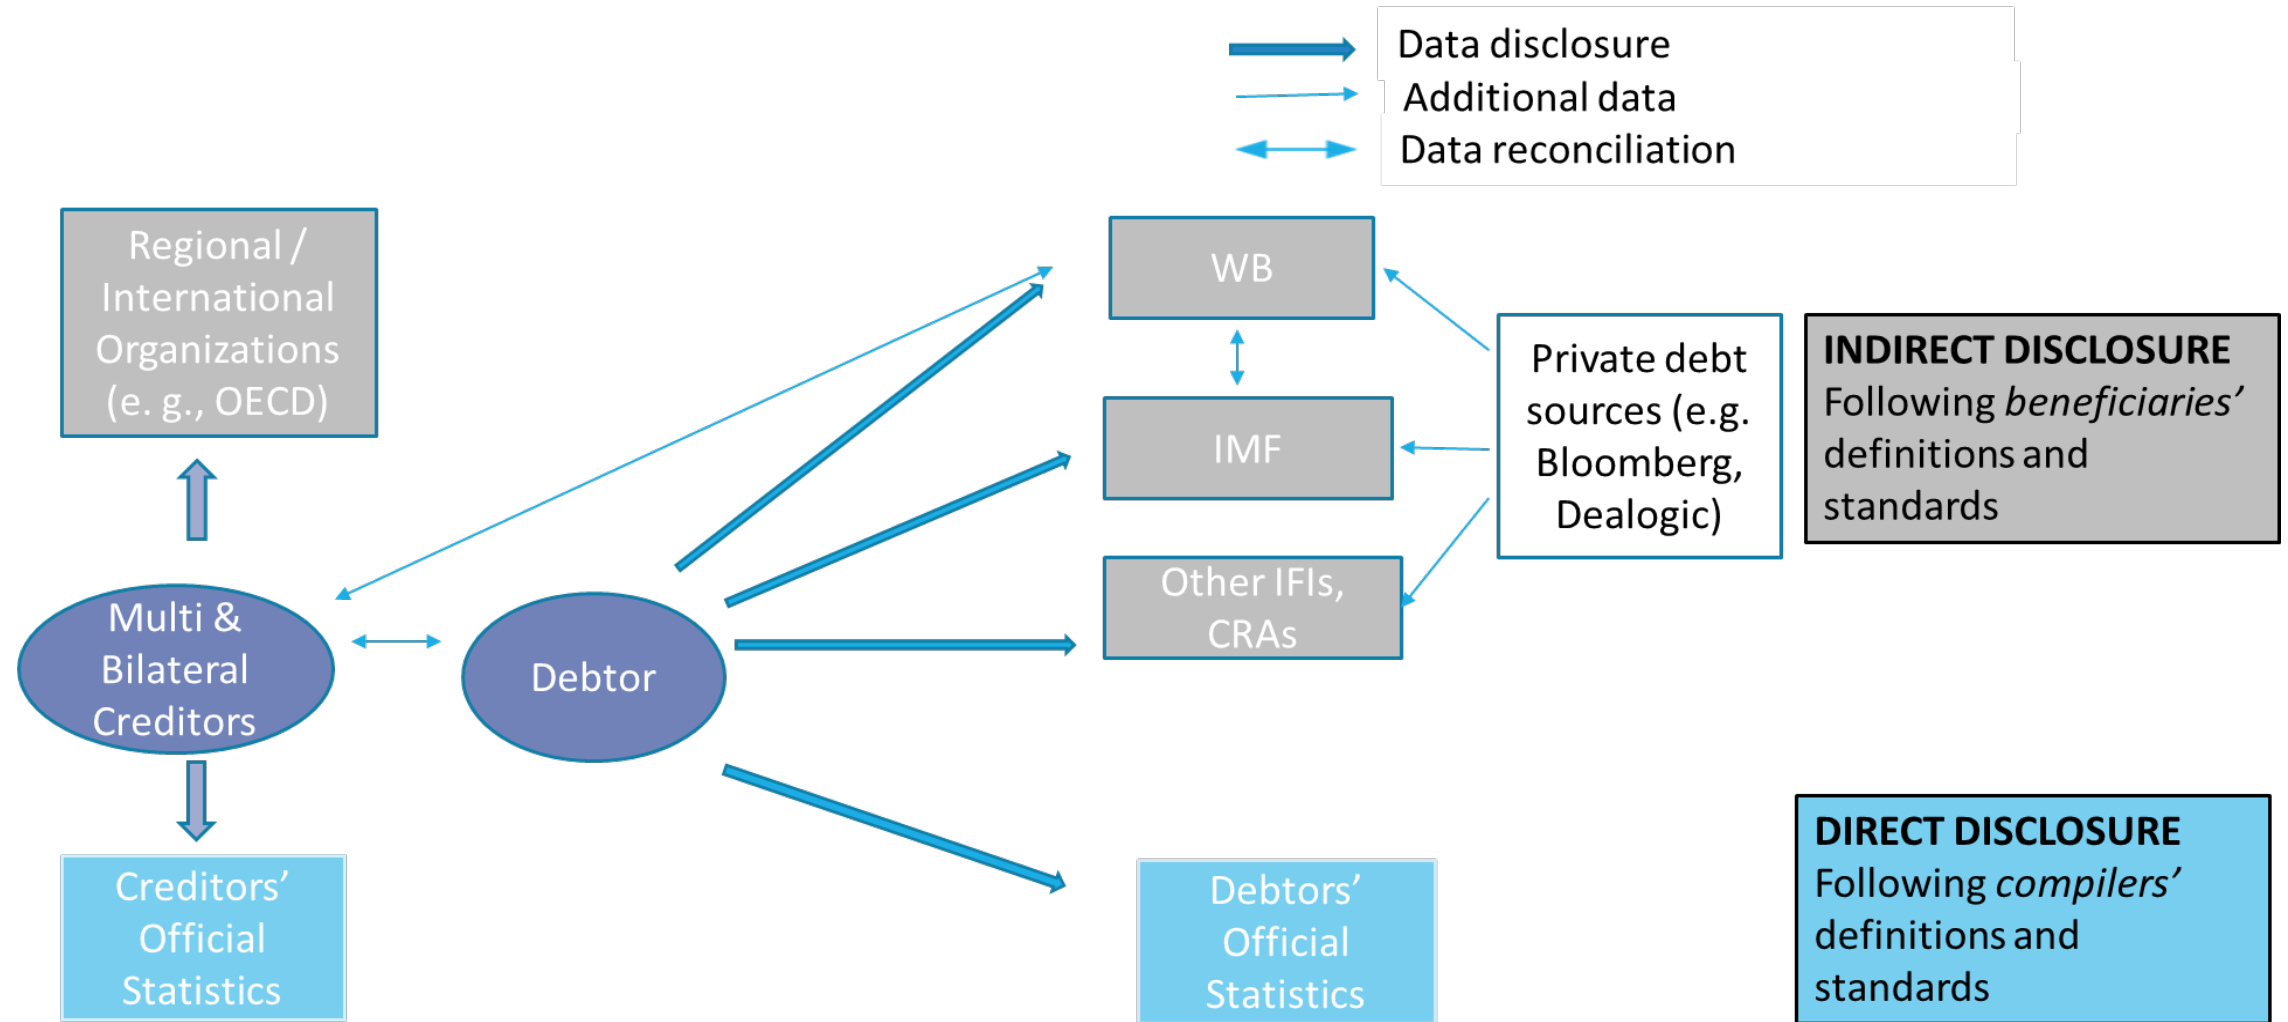 Data disclosure
Additional data
Data reconciliation
Regional /
International
Organizations
(e. g., OECD)
WB
IMF
Other IFIs,
CRAs
Private debt
sources (e.g.
Bloomberg,
Dealogic)
INDIRECT DISCLOSURE
Following beneficiaries’
definitions and
standards
Multi &
Bilateral
Creditors
Debtor
Creditors’
Official
Statistics
Debtors’
Official
Statistics
DIRECT DISCLOSURE
Following compilers’
definitions and
standards